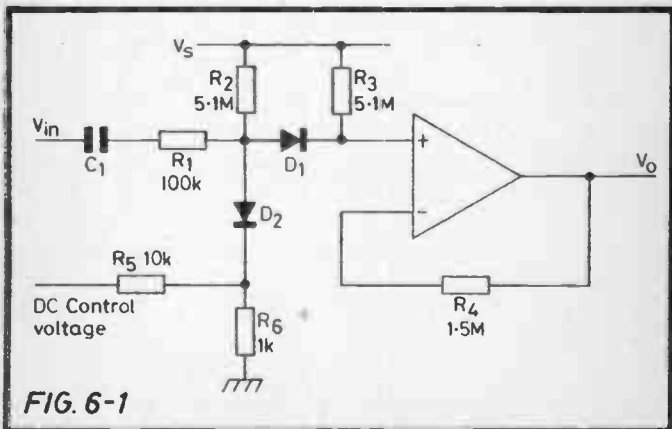 Vs
R2
5·1M
R3
5·1M
Vin
C1
R1
100k
D1
+
−
Vo
D2
R5 10k
DC Control
voltage
R6
1k
R4
1·5M
FIG. 6-1